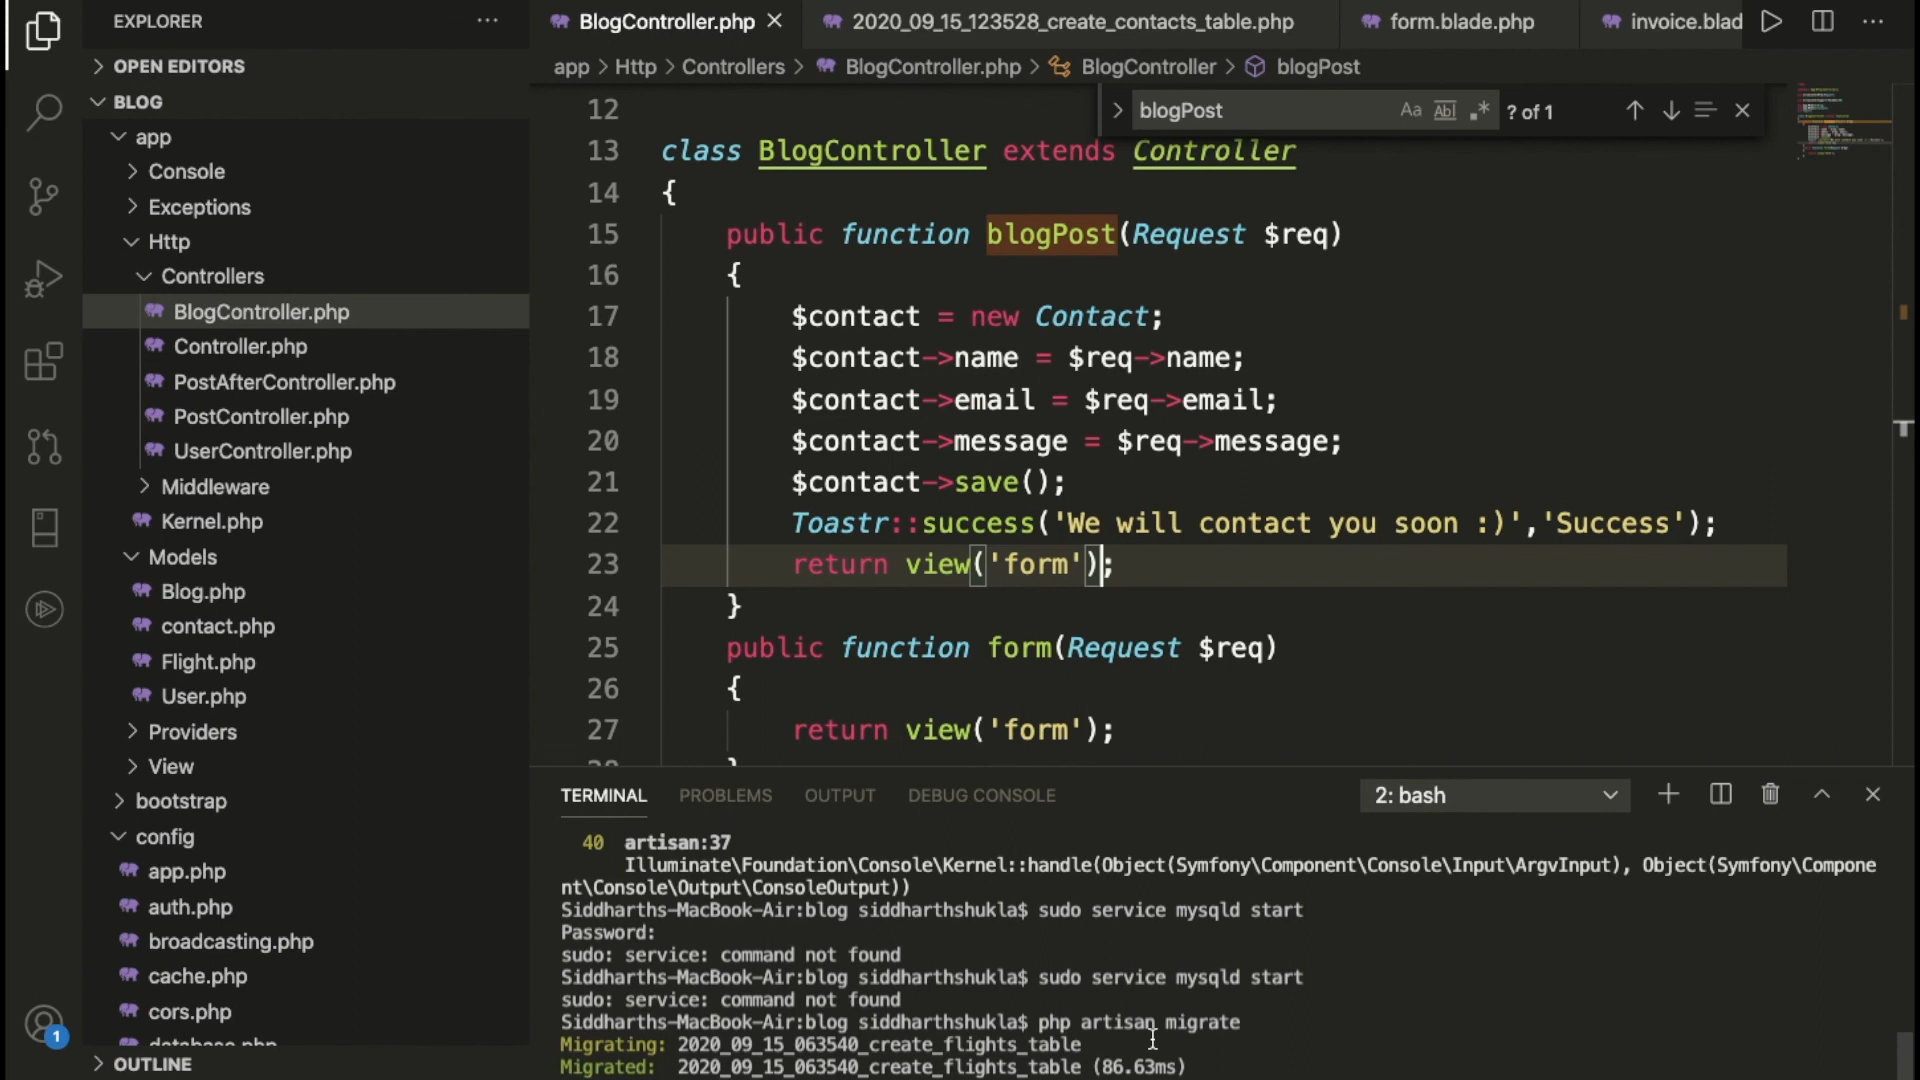 EXPLORER
OPEN EDITORS
BLOG
app
Console
Exceptions
Http
Controllers
BlogController.php
Controller.php
PostAfterController.php
PostController.php
UserController.php
Middleware
Kernel.php
Models
Blog.php
contact.php
Flight.php
User.php
Providers
View
bootstrap
config
app.php
auth.php
broadcasting.php
cache.php
cors.php
database.php
OUTLINE
1
BlogController.php
2020_09_15_123528_create_contacts_table.php
form.blade.php
invoice.blad
app > Http > Controllers > BlogController.php > BlogController > blogPost
blogPost
Aa Abl .*
? of 1
12
13 class BlogController extends Controller
14 {
15 public function blogPost(Request $req)
16 {
17 $contact = new Contact;
18 $contact->name = $req->name;
19 $contact->email = $req->email;
20 $contact->message = $req->message;
21 $contact->save();
22 Toastr::success('We will contact you soon :)','Success');
23 return view('form');
24 }
25 public function form(Request $req)
26 {
27 return view('form');
28 }
TERMINAL PROBLEMS OUTPUT DEBUG CONSOLE
2: bash
40 artisan:37
Illuminate\Foundation\Console\Kernel::handle(Object(Symfony\Component\Console\Input\ArgvInput), Object(Symfony\Compone
nt\Console\Output\ConsoleOutput))
Siddharths-MacBook-Air:blog siddharthshukla$ sudo service mysqld start
Password:
sudo: service: command not found
Siddharths-MacBook-Air:blog siddharthshukla$ sudo service mysqld start
sudo: service: command not found
Siddharths-MacBook-Air:blog siddharthshukla$ php artisan migrate
Migrating: 2020_09_15_063540_create_flights_table
Migrated: 2020_09_15_063540_create_flights_table (86.63ms)